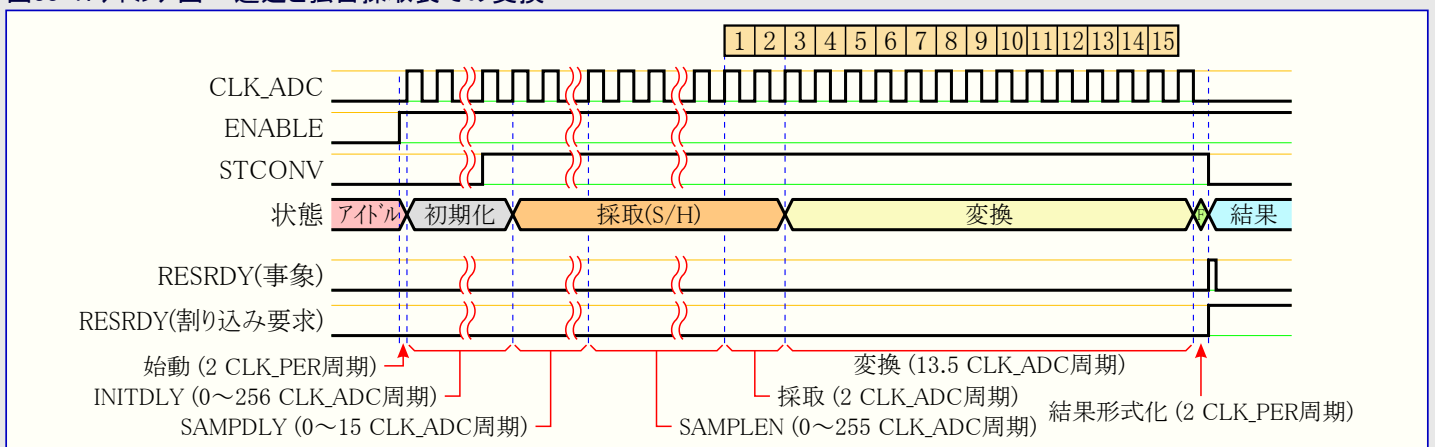 1 2 3 4 5 6 7 8 9 10 11 12 13 14 15
CLK_ADC
ENABLE
STCONV
状態 アイドル 初期化 採取(S/H) 変換 F 結果
RESRDY(事象)
RESRDY(割り込み要求)
始動 (2 CLK_PER周期)
変換 (13.5 CLK_ADC周期)
INITDLY (0～256 CLK_ADC周期)
採取 (2 CLK_ADC周期)
結果形式化 (2 CLK_PER周期)
SAMPDLY (0～15 CLK_ADC周期)
SAMPLEN (0～255 CLK_ADC周期)